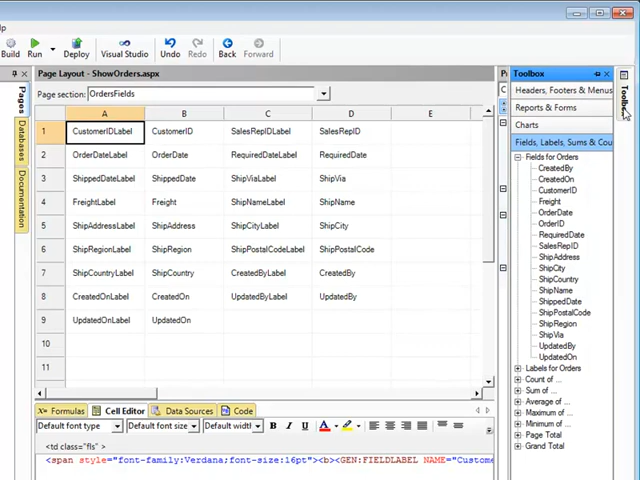 lp
Build Run Deploy Visual Studio Undo Redo Back Forward
Page Layout - ShowOrders.aspx
Page section: OrdersFields
A B C D E
1 CustomerIDLabel CustomerID SalesRepIDLabel SalesRepID
2 OrderDateLabel OrderDate RequiredDateLabel RequiredDate
3 ShippedDateLabel ShippedDate ShipViaLabel ShipVia
4 FreightLabel Freight ShipNameLabel ShipName
5 ShipAddressLabel ShipAddress ShipCityLabel ShipCity
6 ShipRegionLabel ShipRegion ShipPostalCodeLabel ShipPostalCode
7 ShipCountryLabel ShipCountry CreatedByLabel CreatedBy
8 CreatedOnLabel CreatedOn UpdatedByLabel UpdatedBy
9 UpdatedOnLabel UpdatedOn
10
11
Formulas Cell Editor Data Sources Code
Default font type Default font size Default width B I U A
<td class="fls">
<span style="font-family:Verdana;font-size:16pt"><b><GEN:FIELDLABEL NAME="Custome
Pages
Databases
Documentation
Toolbox
Headers, Footers & Menus
Reports & Forms
Charts
Fields, Labels, Sums & Cou
Fields for Orders
CreatedBy
CreatedOn
CustomerID
Freight
OrderDate
OrderID
RequiredDate
SalesRepID
ShipAddress
ShipCity
ShipCountry
ShipName
ShippedDate
ShipPostalCode
ShipRegion
ShipVia
UpdatedBy
UpdatedOn
Labels for Orders
Count of ...
Sum of ...
Average of ...
Maximum of ...
Minimum of ...
Page Total
Grand Total